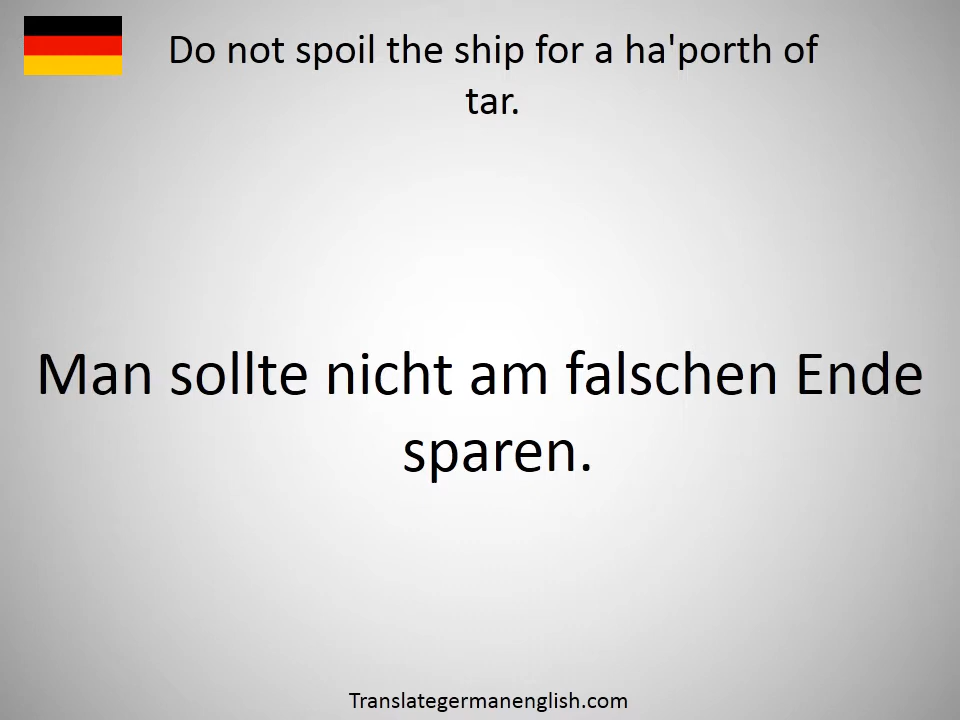 Do not spoil the ship for a ha'porth of
tar.
Man sollte nicht am falschen Ende
sparen.
Translategermanenglish.com